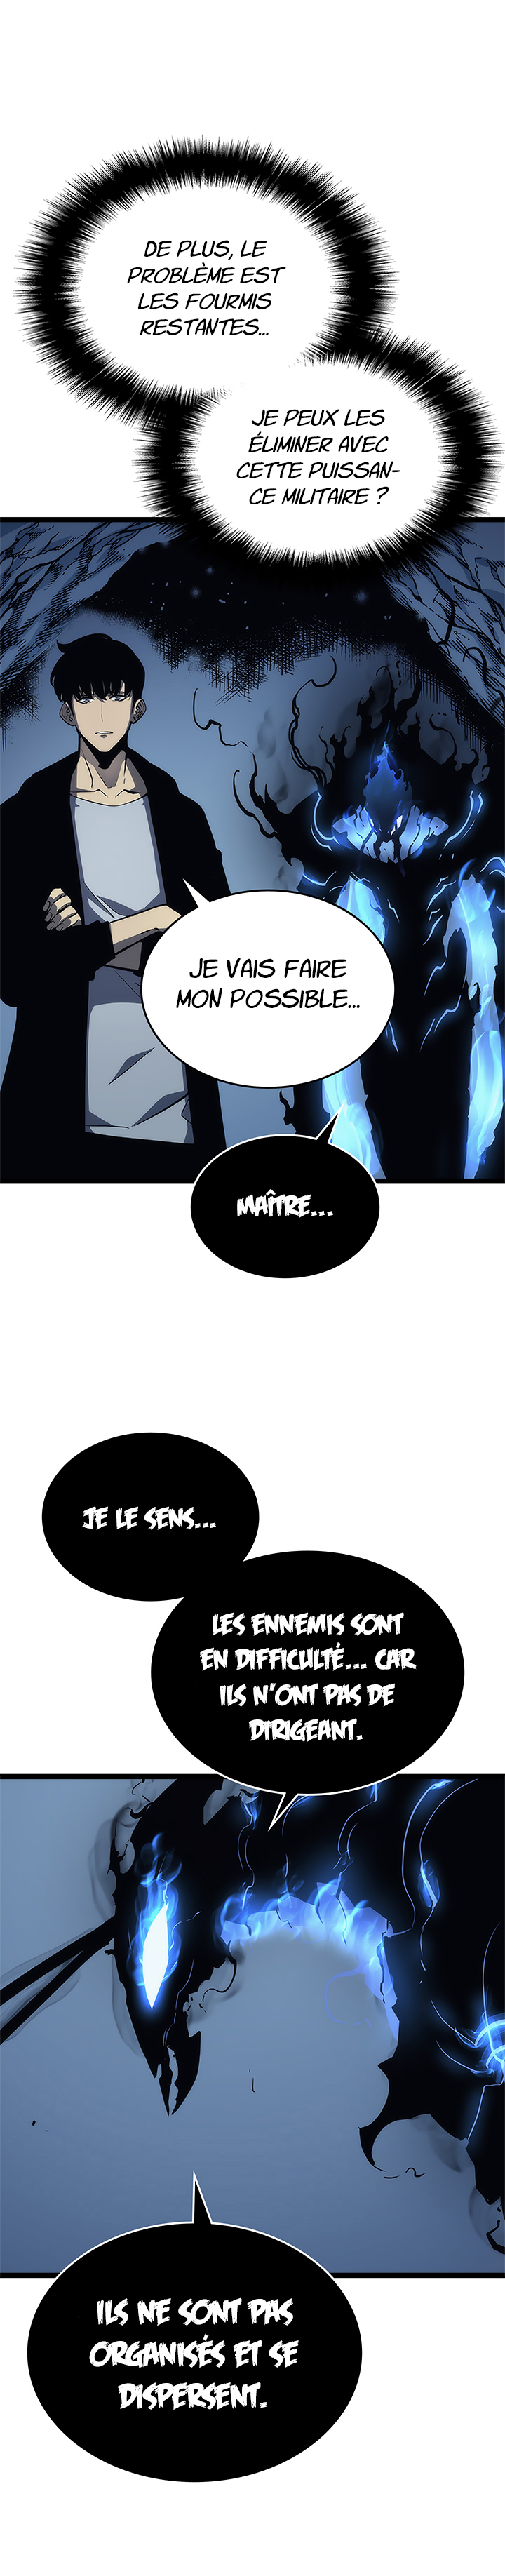 DE PLUS, LE
PROBLÈME EST
LES FOURMIS
RESTANTES...
JE PEUX LES
ÉLIMINER AVEC
CETTE PUISSAN-
CE MILITAIRE ?
JE VAIS FAIRE
MON POSSIBLE...
MAÎTRE...
JE LE SENS...
LES ENNEMIS SONT
EN DIFFICULTÉ... CAR
ILS N'ONT PAS DE
DIRIGEANT.
ILS NE SONT PAS
ORGANISÉS ET SE
DISPERSENT.